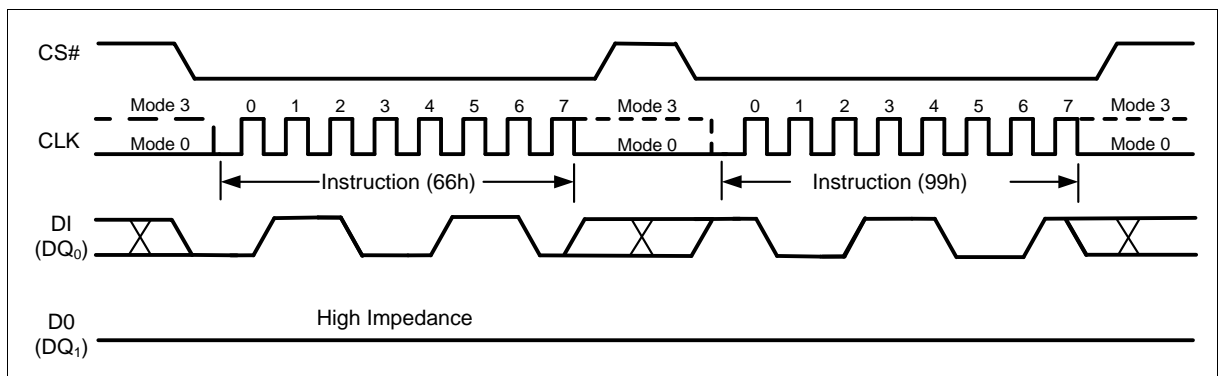 CS#
Mode 3 0 1 2 3 4 5 6 7 Mode 3 0 1 2 3 4 5 6 7 Mode 3
CLK
Mode 0 Mode 0 Mode 0
Instruction (66h) Instruction (99h)
DI
(DQ₀)
High Impedance
D0
(DQ₁)